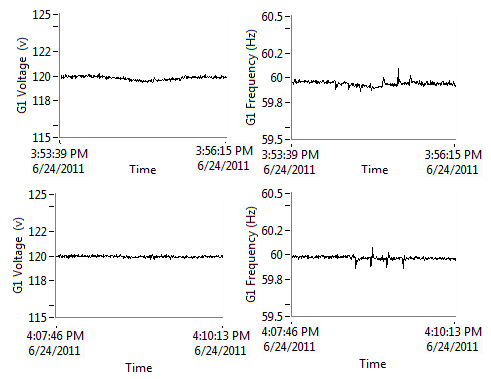 125
120
118
115
G1 Voltage (v)
3:53:39 PM
6/24/2011
3:56:15 PM
6/24/2011
Time
60.5
60.2
60
59.8
59.5
G1 Frequency (Hz)
3:53:39 PM
6/24/2011
3:56:15 PM
6/24/2011
Time
125
120
118
115
G1 Voltage (v)
4:07:46 PM
6/24/2011
4:10:13 PM
6/24/2011
Time
60.5
60.2
60
59.8
59.5
G1 Frequency (Hz)
4:07:46 PM
6/24/2011
4:10:13 PM
6/24/2011
Time